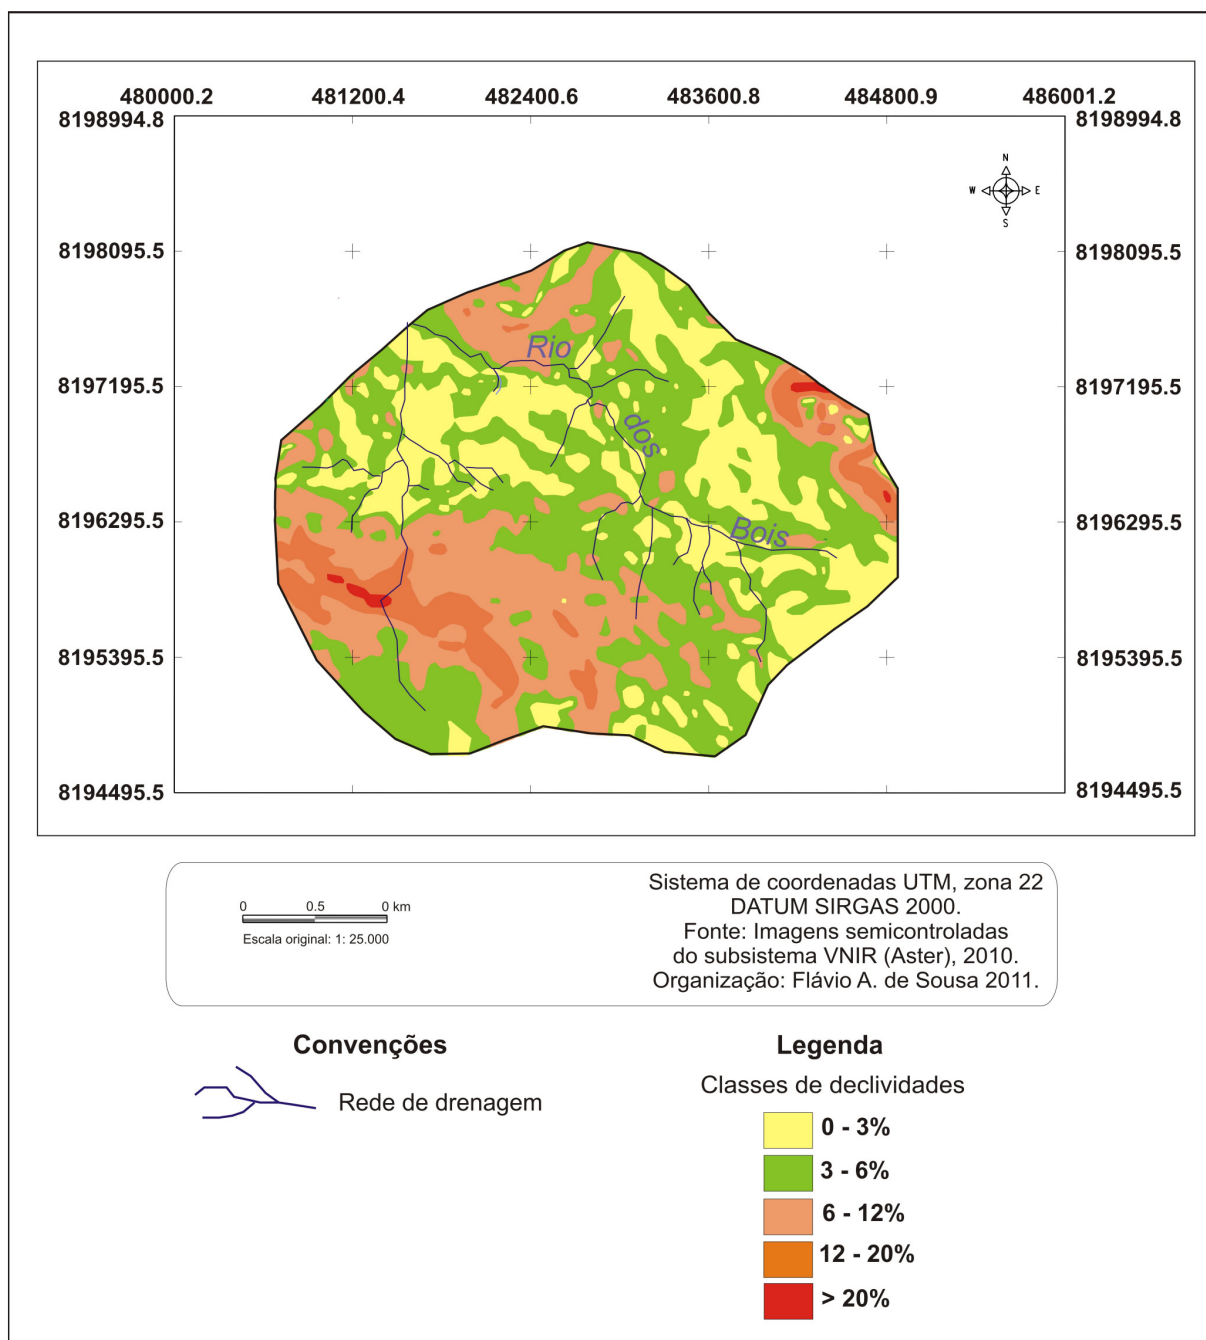 480000.2 481200.4 482400.6 483600.8 484800.9 486001.2
8198994.8 8198994.8
N
W E
S
8198095.5 8198095.5
Rio
8197195.5 8197195.5
dos
8196295.5 8196295.5
Bois
8195395.5 8195395.5
8194495.5 8194495.5
0 0.5 0 km
Escala original: 1: 25.000
Sistema de coordenadas UTM, zona 22
DATUM SIRGAS 2000.
Fonte: Imagens semicontroladas
do subsistema VNIR (Aster), 2010.
Organização: Flávio A. de Sousa 2011.
Convenções
Rede de drenagem
Legenda
Classes de declividades
0 - 3%
3 - 6%
6 - 12%
12 - 20%
> 20%